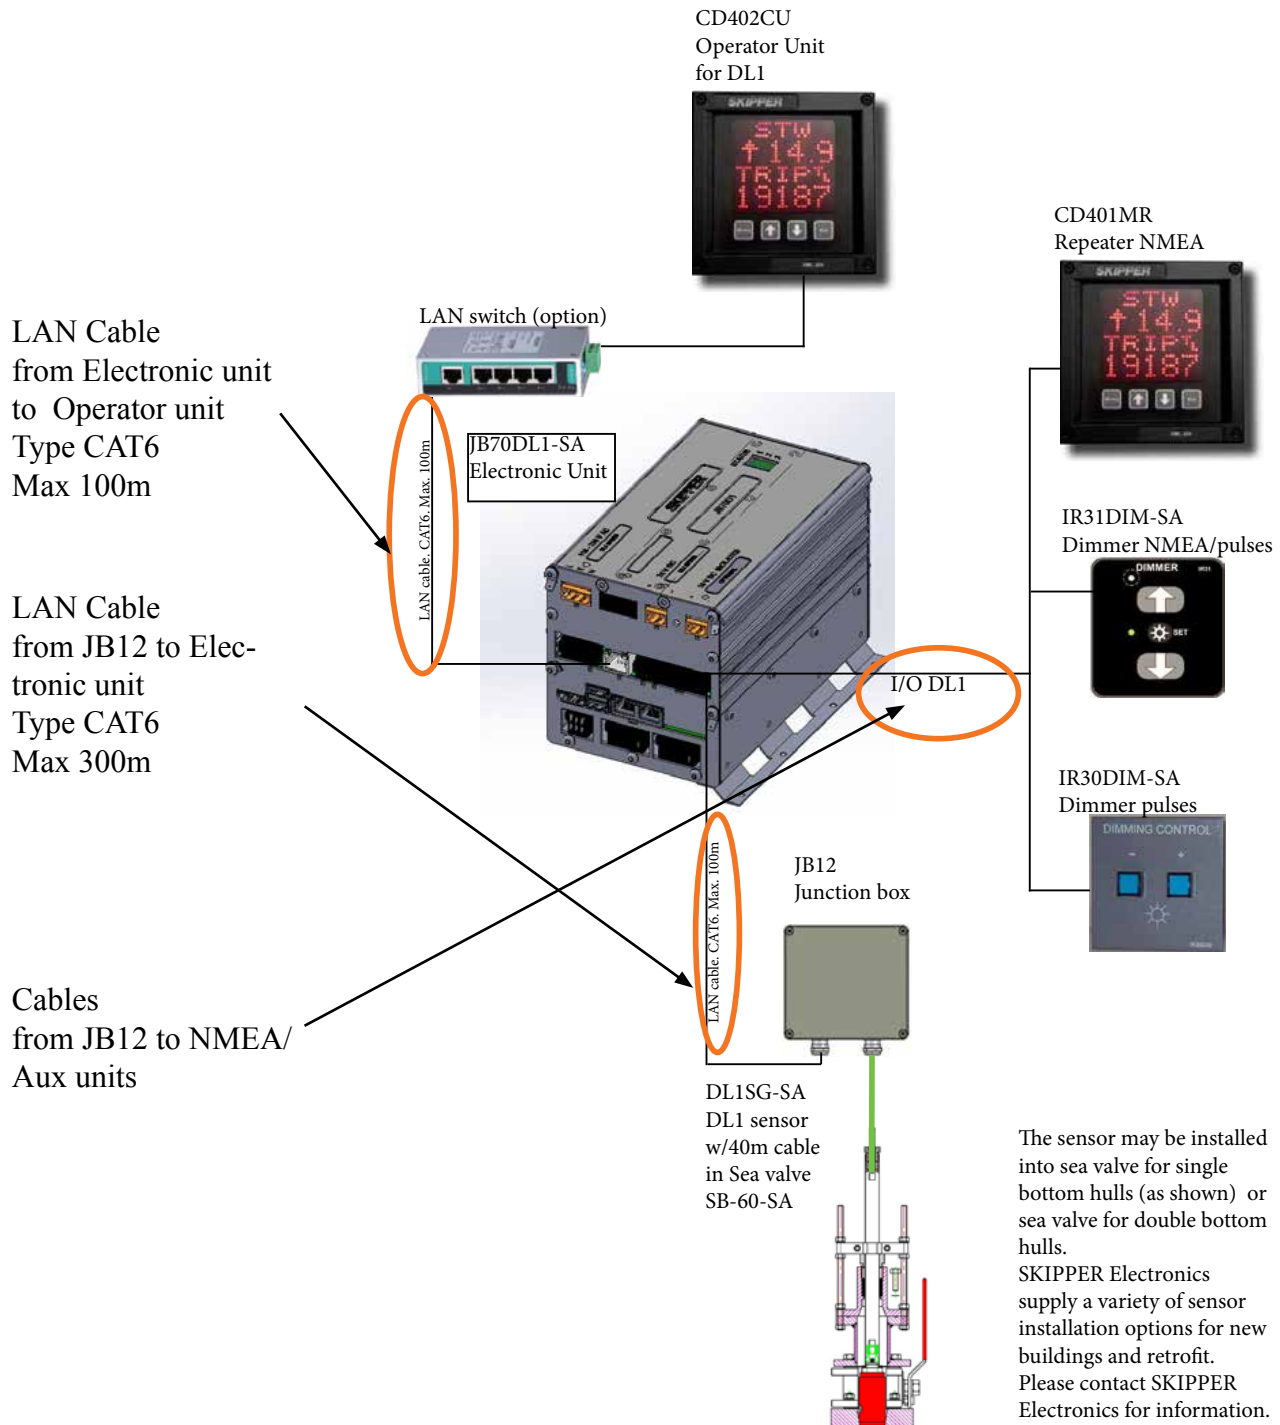 CD402CU
Operator Unit
for DL1
SKIPPER
STW
↑14.9
TRIP
19187
CD401MR
Repeater NMEA
SKIPPER
STW
↑14.9
TRIP
19187
LAN switch (option)
LAN Cable
from Electronic unit
to Operator unit
Type CAT6
Max 100m
LAN cable. CAT6. Max. 100m
JB70DL1-SA
Electronic Unit
SKIPPER
IR31DIM-SA
Dimmer NMEA/pulses
DIMMER IR31
SET
LAN Cable
from JB12 to Elec-
tronic unit
Type CAT6
Max 300m
I/O DL1
IR30DIM-SA
Dimmer pulses
DIMMING CONTROL
- +
LAN cable. CAT6. Max. 100m
JB12
Junction box
Cables
from JB12 to NMEA/
Aux units
DL1SG-SA
DL1 sensor
w/40m cable
in Sea valve
SB-60-SA
The sensor may be installed
into sea valve for single
bottom hulls (as shown) or
sea valve for double bottom
hulls.
SKIPPER Electronics
supply a variety of sensor
installation options for new
buildings and retrofit.
Please contact SKIPPER
Electronics for information.